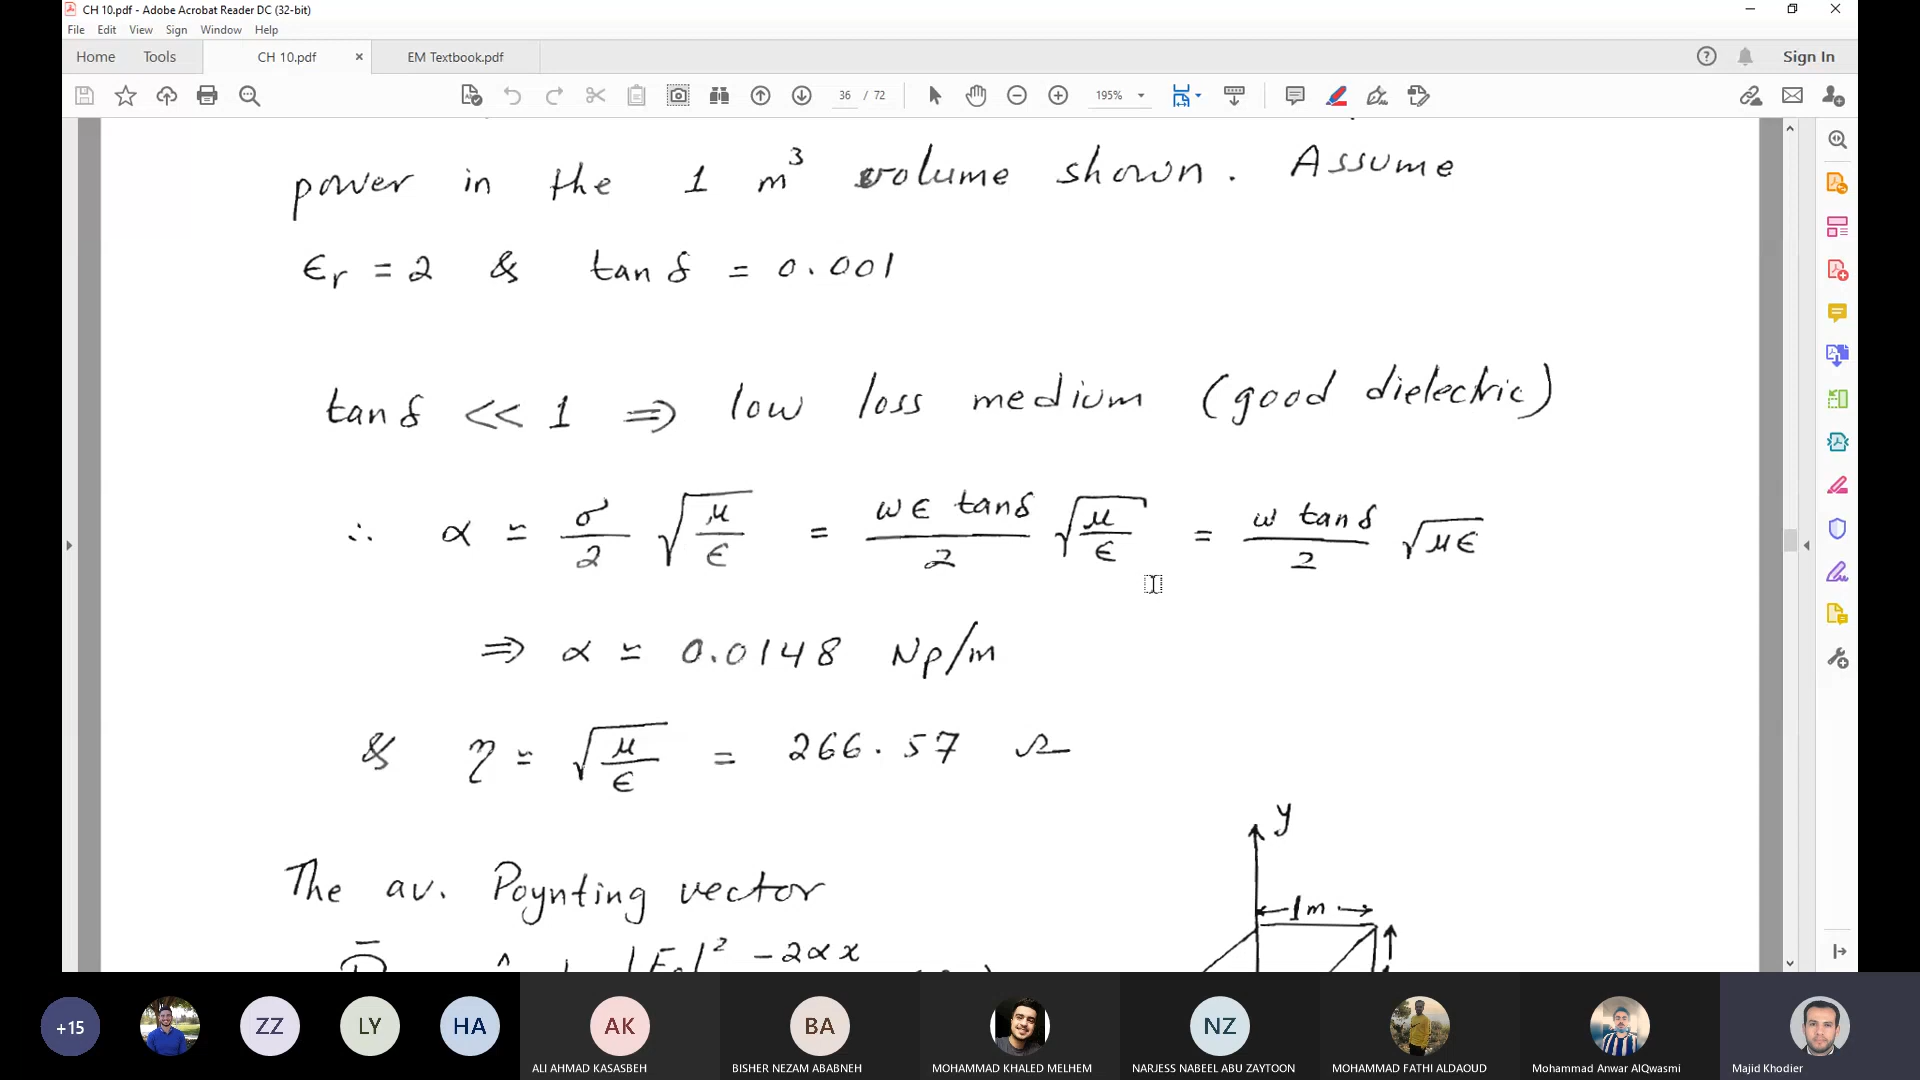 CH 10.pdf - Adobe Acrobat Reader DC (32-bit)
File Edit View Sign Window Help
Home Tools CH 10.pdf × EM Textbook.pdf Sign In
36 / 72 195%
power in the 1 m³ volume shown. Assume
ϵr = 2 & tan δ = 0.001
tan δ << 1 ⇒ low loss medium (good dielectric)
∴ α ≃ σ/2 √(μ/ϵ) = ωϵ tanδ/2 √(μ/ϵ) = ω tanδ/2 √(μϵ)
⇒ α ≃ 0.0148 Np/m
& η ≃ √(μ/ϵ) = 266.57 Ω
y
The av. Poynting vector
1m
|E₀|² -2αx
+15 ZZ LY HA AK BA NZ
ALI AHMAD KASASBEH BISHER NEZAM ABABNEH MOHAMMAD KHALED MELHEM NARJESS NABEEL ABU ZAYTOON MOHAMMAD FATHI ALDAOUD Mohammad Anwar AlQwasmi Majid Khodier